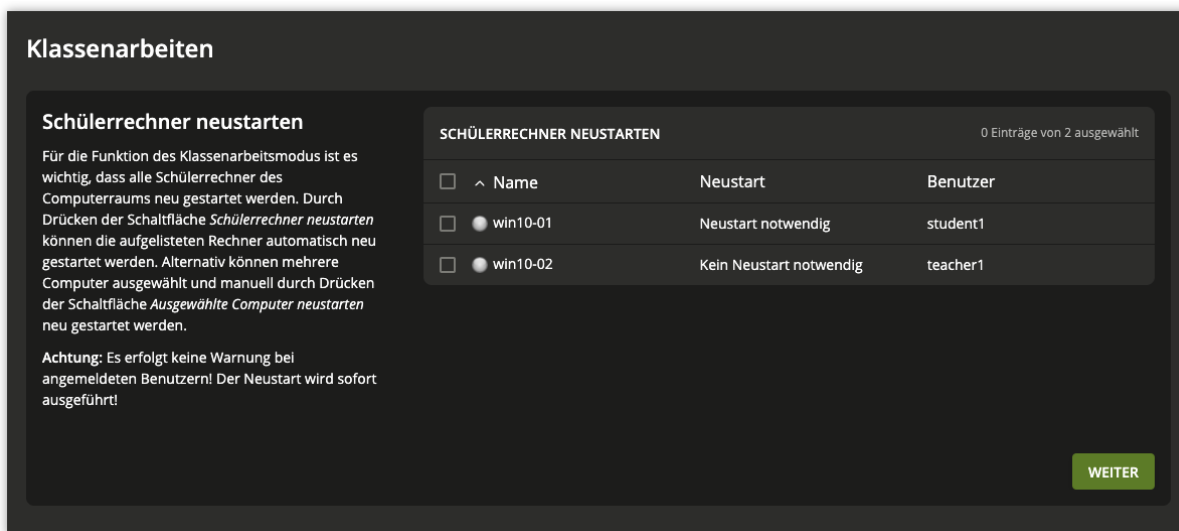 Klassenarbeiten
Schülerrechner neustarten
Für die Funktion des Klassenarbeitsmodus ist es
wichtig, dass alle Schülerrechner des
Computerraums neu gestartet werden. Durch
Drücken der Schaltfläche Schülerrechner neustarten
können die aufgelisteten Rechner automatisch neu
gestartet werden. Alternativ können mehrere
Computer ausgewählt und manuell durch Drücken
der Schaltfläche Ausgewählte Computer neustarten
neu gestartet werden.
Achtung: Es erfolgt keine Warnung bei
angemeldeten Benutzern! Der Neustart wird sofort
ausgeführt!
SCHÜLERRECHNER NEUSTARTEN 0 Einträge von 2 ausgewählt
Name Neustart Benutzer
win10-01 Neustart notwendig student1
win10-02 Kein Neustart notwendig teacher1
WEITER